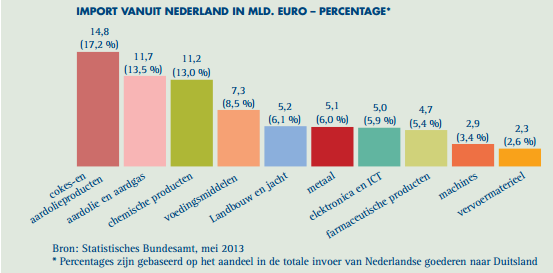 IMPORT VANUIT NEDERLAND IN MLD. EURO – PERCENTAGE*
14,8
(17,2 %)
11,7
(13,5 %)
11,2
(13,0 %)
7,3
(8,5 %)
5,2
(6,1 %)
5,1
(6,0 %)
5,0
(5,9 %)
4,7
(5,4 %)
2,9
(3,4 %)
2,3
(2,6 %)
cokes-en
aardolieproducten
aardolie en aardgas
chemische producten
voedingsmiddelen
Landbouw en jacht
metaal
elektronica en ICT
farmaceutische producten
machines
vervoermaterieel
Bron: Statistisches Bundesamt, mei 2013
* Percentages zijn gebaseerd op het aandeel in de totale invoer van Nederlandse goederen naar Duitsland